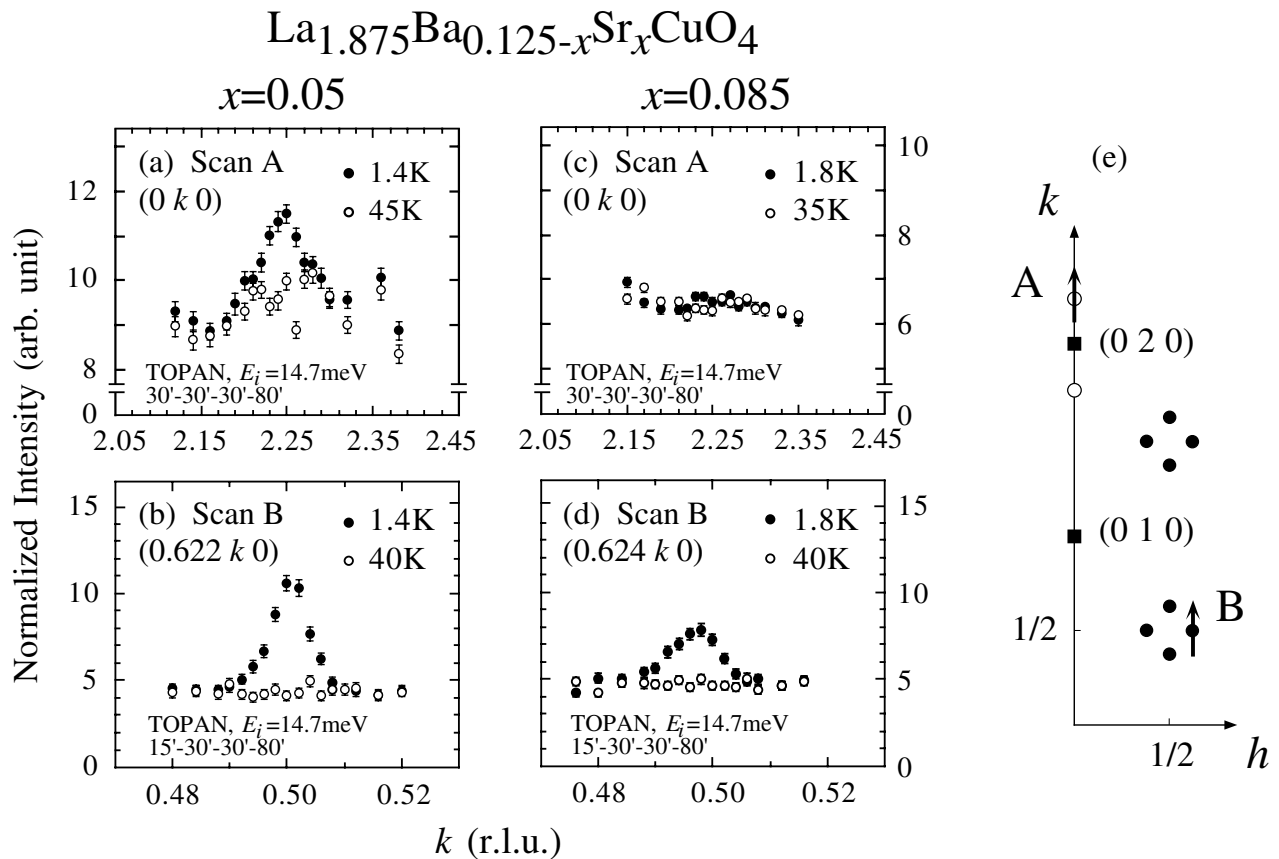 La1.875Ba0.125-xSrxCuO4
x=0.05
x=0.085
Normalized Intensity (arb. unit)
(a) Scan A
(0 k 0)
1.4K
45K
12
10
8
0
TOPAN, Ei=14.7meV
30'-30'-30'-80'
2.05 2.15 2.25 2.35 2.45
(c) Scan A
(0 k 0)
1.8K
35K
10
8
6
0
TOPAN, Ei=14.7meV
30'-30'-30'-80'
2.05 2.15 2.25 2.35 2.45
(b) Scan B
(0.622 k 0)
1.4K
40K
15
10
5
0
TOPAN, Ei=14.7meV
15'-30'-30'-80'
0.48 0.50 0.52
(d) Scan B
(0.624 k 0)
1.8K
40K
15
10
5
0
TOPAN, Ei=14.7meV
15'-30'-30'-80'
0.48 0.50 0.52
k (r.l.u.)
(e)
k
A
(0 2 0)
(0 1 0)
B
1/2
1/2
h